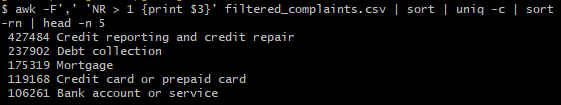 $ awk -F',' 'NR > 1 {print $3}' filtered_complaints.csv | sort | uniq -c | sort
-rn | head -n 5
427484 Credit reporting and credit repair
237902 Debt collection
175319 Mortgage
119168 Credit card or prepaid card
106261 Bank account or service